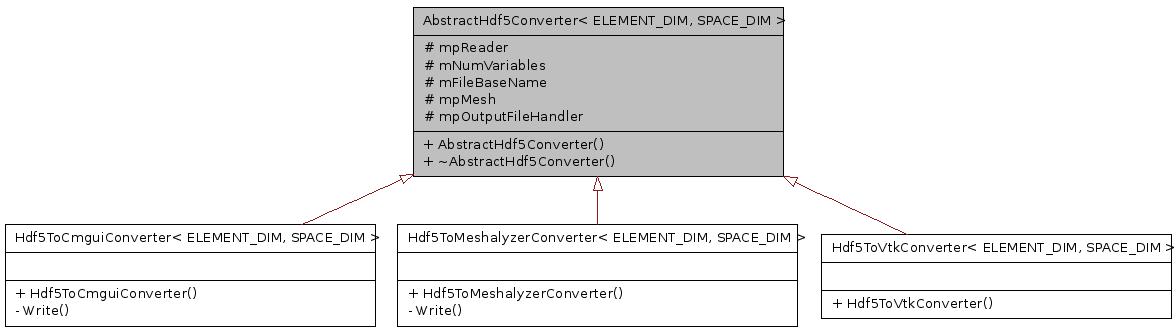 AbstractHdf5Converter< ELEMENT_DIM, SPACE_DIM >
# mpReader
# mNumVariables
# mFileBaseName
# mpMesh
# mpOutputFileHandler
+ AbstractHdf5Converter()
+ ~AbstractHdf5Converter()
Hdf5ToCmguiConverter< ELEMENT_DIM, SPACE_DIM >
+ Hdf5ToCmguiConverter()
- Write()
Hdf5ToMeshalyzerConverter< ELEMENT_DIM, SPACE_DIM >
+ Hdf5ToMeshalyzerConverter()
- Write()
Hdf5ToVtkConverter< ELEMENT_DIM, SPACE_DIM >
+ Hdf5ToVtkConverter()